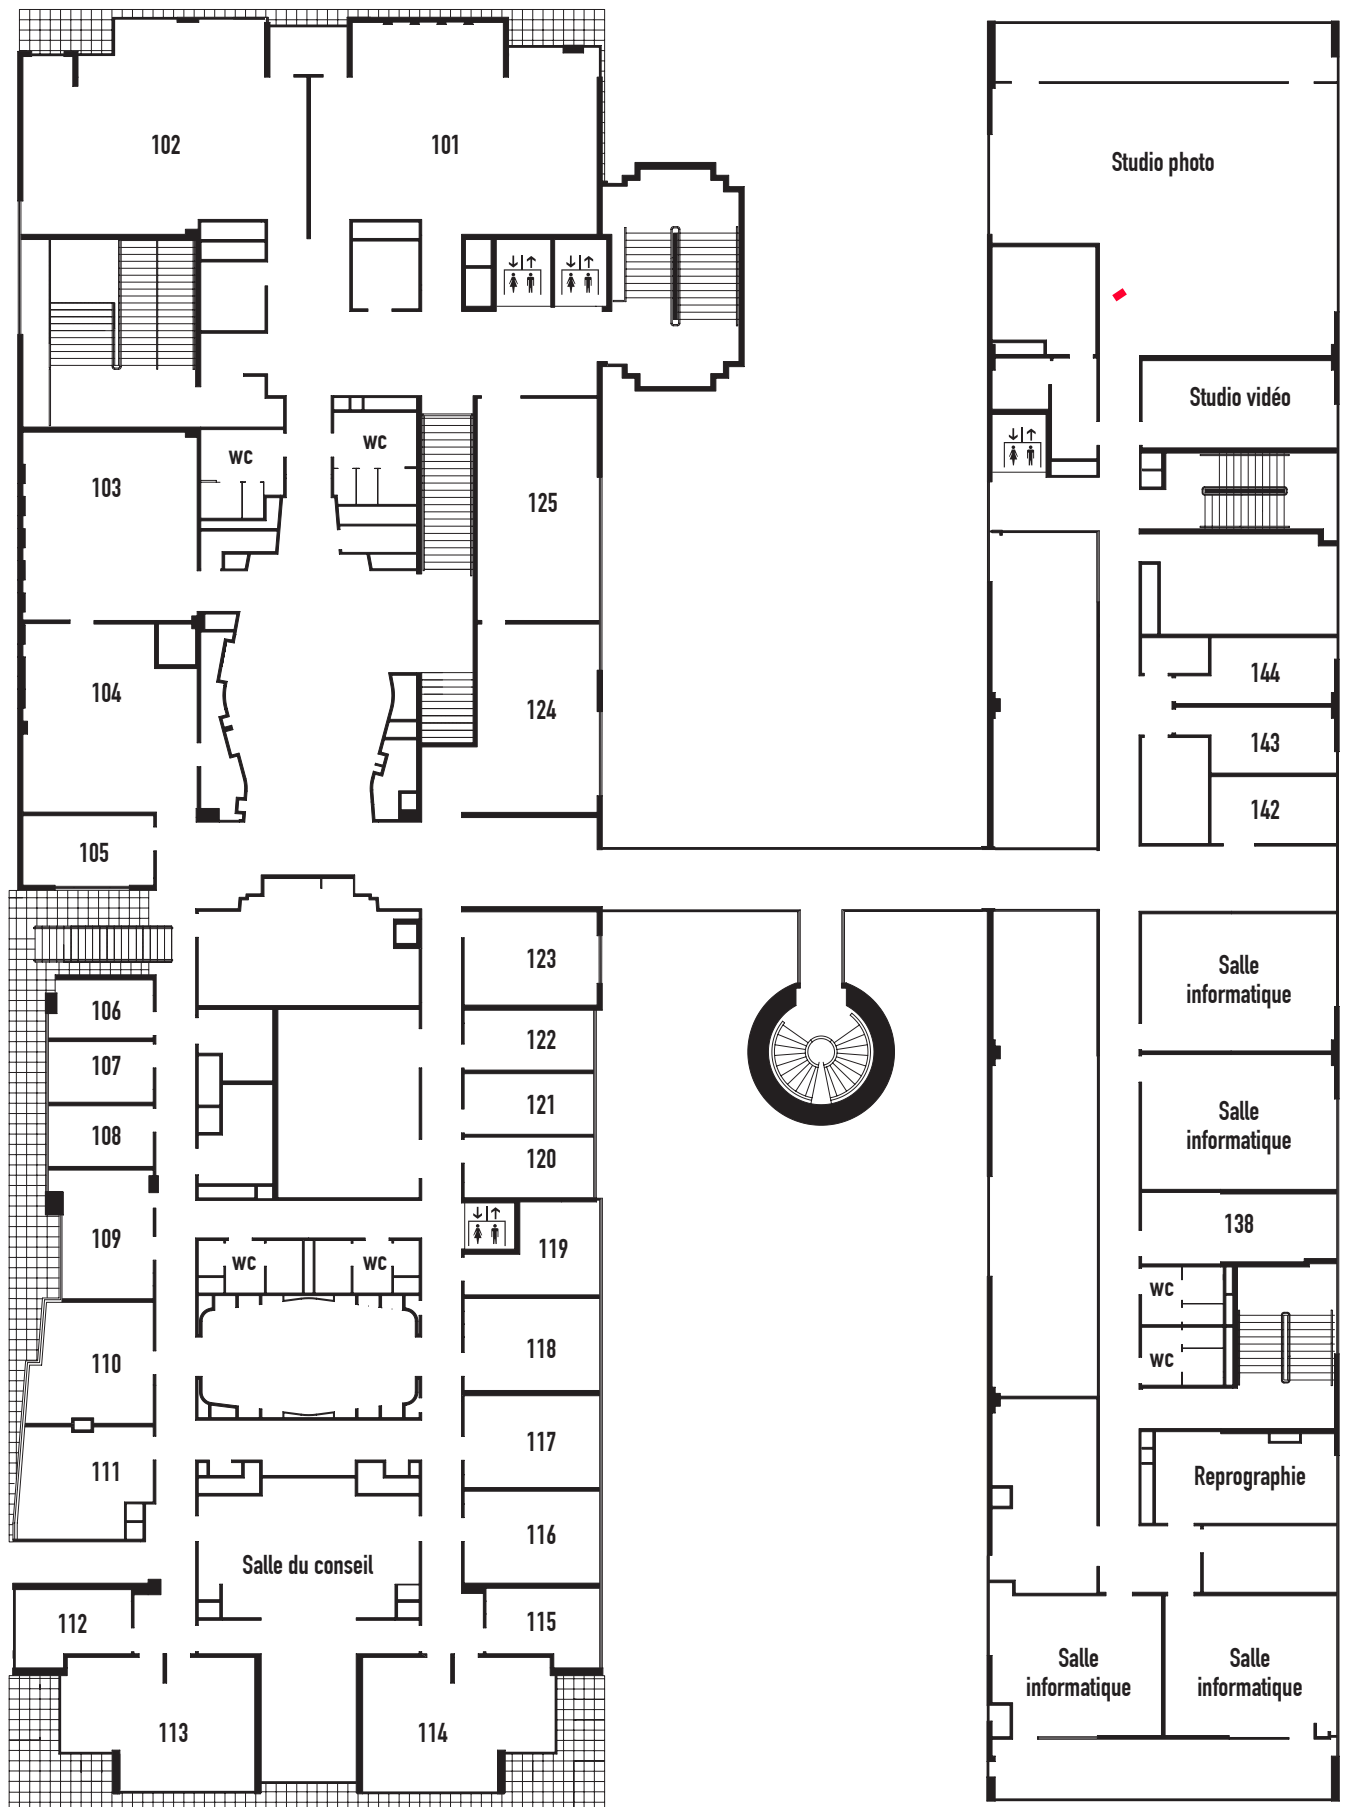 102
101
Studio photo
Studio vidéo
wc
wc
103
125
144
104
124
143
142
105
123
Salle
informatique
106
122
107
121
Salle
informatique
108
120
138
109
119
wc
wc
wc
118
wc
110
117
111
Reprographie
116
Salle du conseil
112
115
Salle
informatique
Salle
informatique
113
114